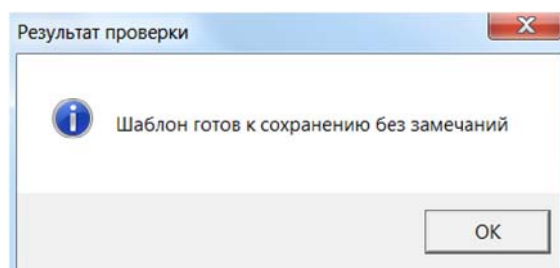 Результат проверки
Шаблон готов к сохранению без замечаний
OK